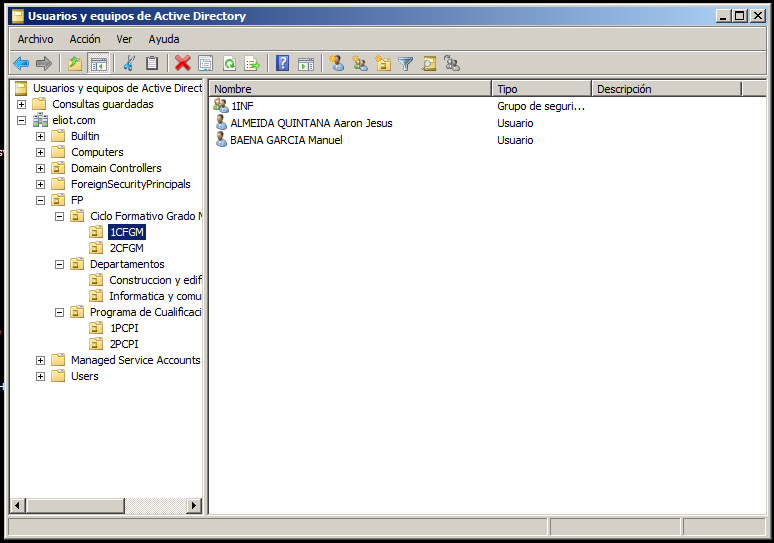 Usuarios y equipos de Active Directory
Archivo Acción Ver Ayuda
Usuarios y equipos de Active Direct
Consultas guardadas
eliot.com
Builtin
Computers
Domain Controllers
ForeignSecurityPrincipals
FP
Ciclo Formativo Grado M
1CFGM
2CFGM
Departamentos
Construccion y edif
Informatica y comu
Programa de Cualificaci
1PCPI
2PCPI
Managed Service Accounts
Users
Nombre Tipo Descripción
1INF Grupo de seguri...
ALMEIDA QUINTANA Aaron Jesus Usuario
BAENA GARCIA Manuel Usuario